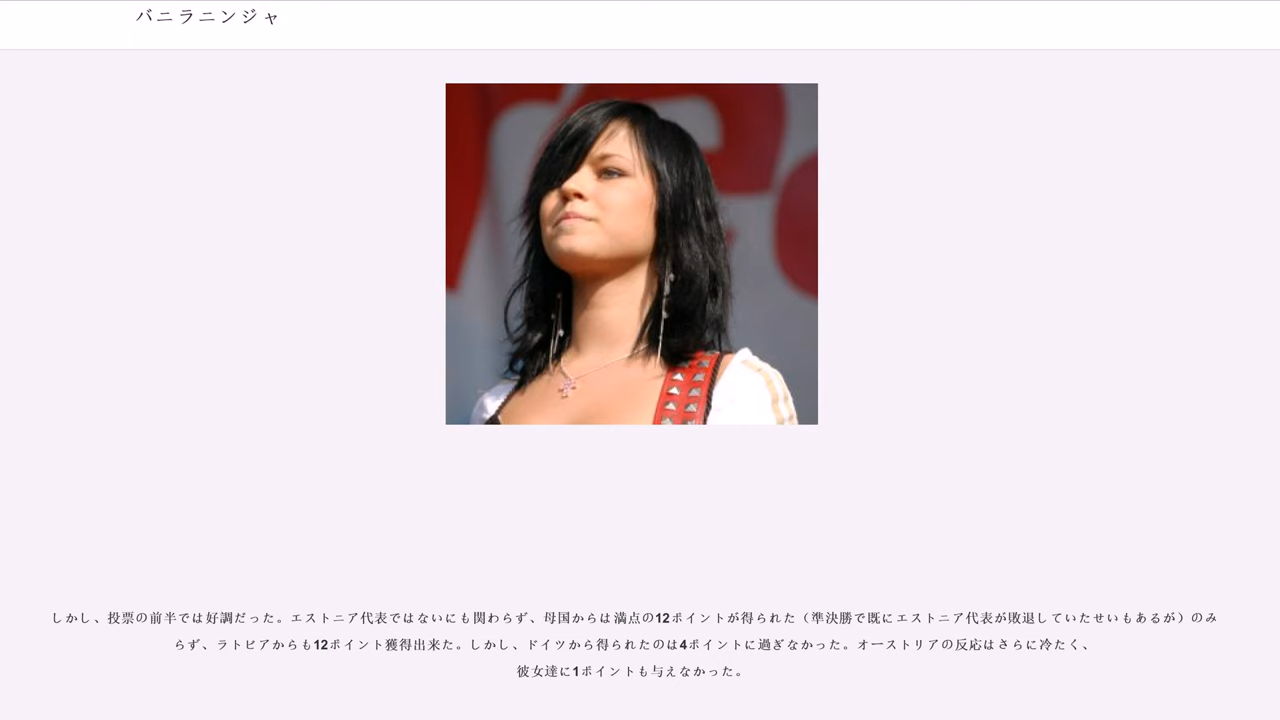 バニラニンジャ
しかし、投票の前半では好調だった。エストニア代表ではないにも関わらず、母国からは満点の12ポイントが得られた（準決勝で既にエストニア代表が敗退していたせいもあるが）のみ
らず、ラトビアからも12ポイント獲得出来た。しかし、ドイツから得られたのは4ポイントに過ぎなかった。オーストリアの反応はさらに冷たく、
彼女達に1ポイントも与えなかった。